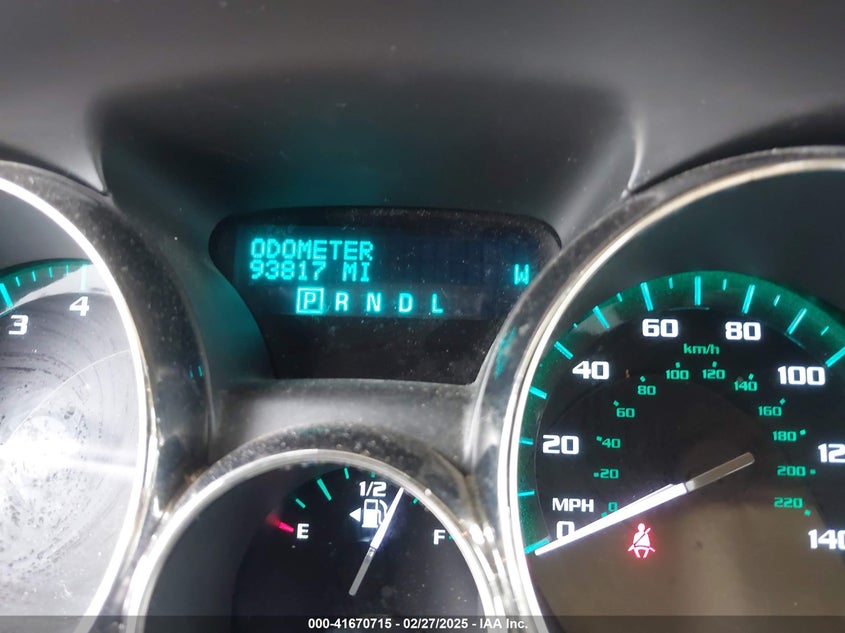 ODOMETER
93817 MI W
P R N D L
3 4
1/2
E F
0 20 40 60 80 100 12 140
MPH
km/h
0 20 40 60 80 100 120 140 160 180 200 220
000-41670715 - 02/27/2025 - IAA Inc.